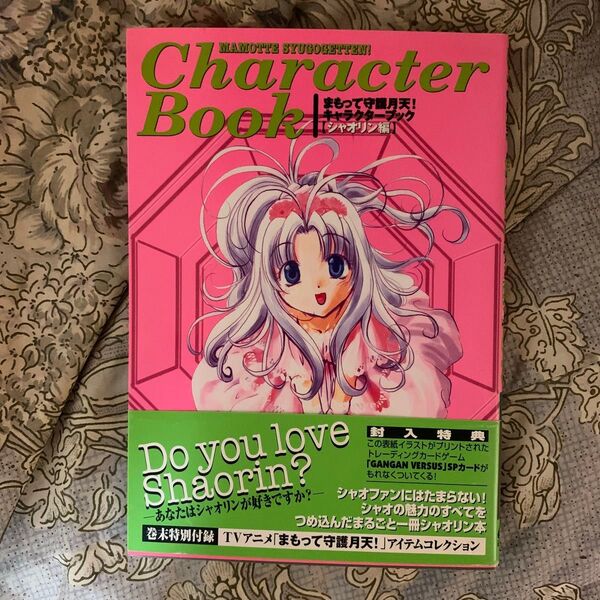 MAMOTTE SYUGOGETTEN!
Character
Book
まもって守護月天!
キャラクターブック
[シャオリン編]
Do you love
Shaorin?
―あなたはシャオリンが好きですか?―
封入特典
この表紙イラストがプリントされた
トレーディングカードゲーム
「GANGAN VERSUS」SPカードが
もれなくついてくる!
シャオファンにはたまらない!
シャオの魅力のすべてを
つめ込んだまるごと一冊シャオリン本
巻末特別付録 TVアニメ「まもって守護月天!」アイテムコレクション